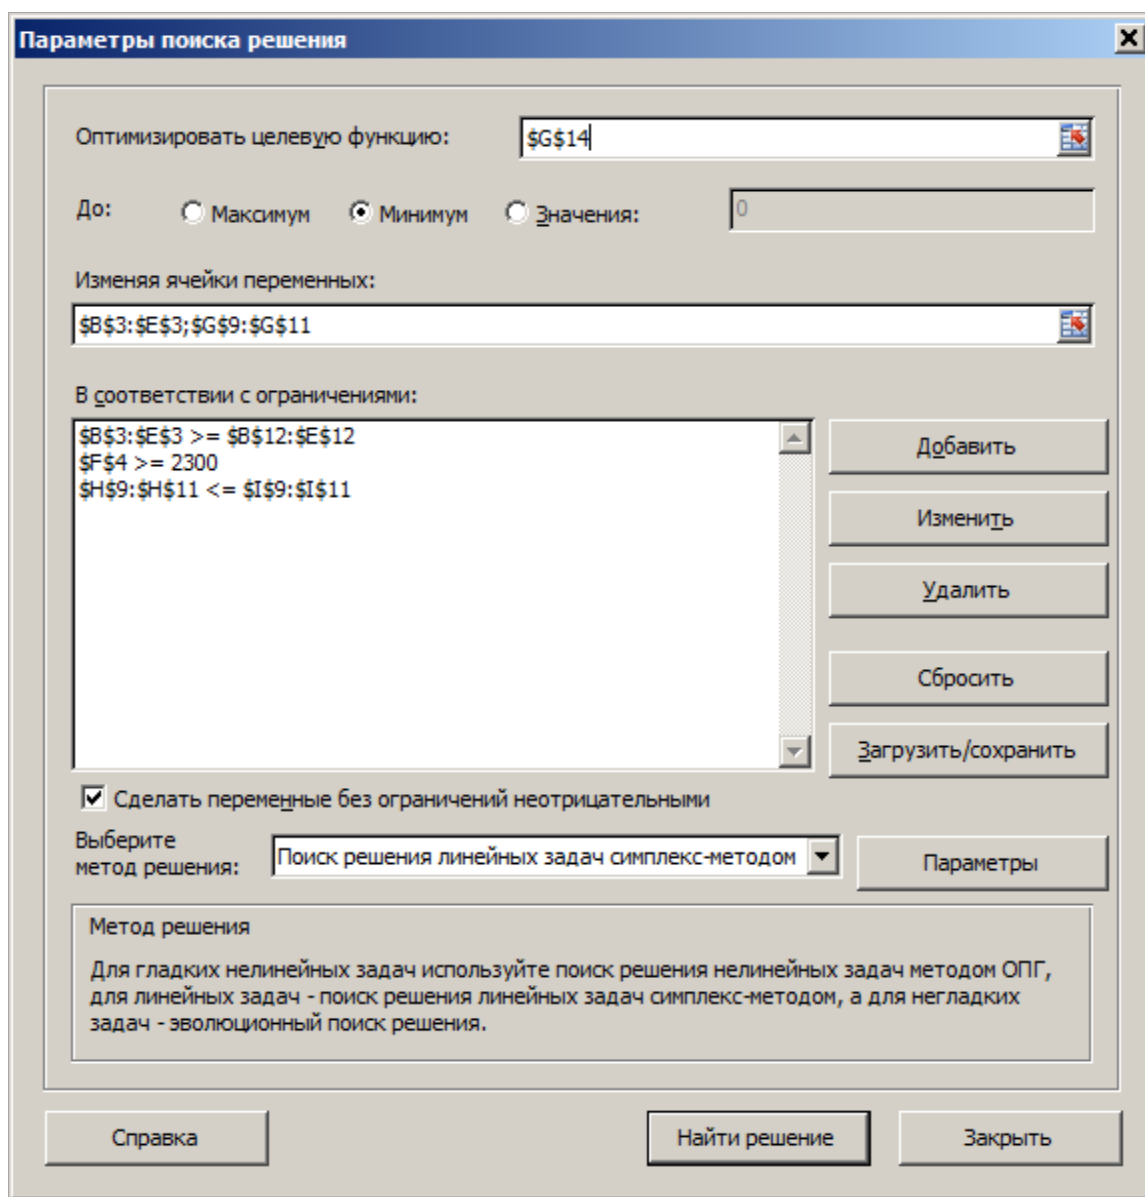 Параметры поиска решения
Оптимизировать целевую функцию:
$G$14
До:
Максимум
Минимум
Значения:
0
Изменяя ячейки переменных:
$B$3:$E$3;$G$9:$G$11
В соответствии с ограничениями:
$B$3:$E$3 >= $B$12:$E$12
$F$4 >= 2300
$H$9:$H$11 <= $I$9:$I$11
Добавить
Изменить
Удалить
Сбросить
Загрузить/сохранить
Сделать переменные без ограничений неотрицательными
Выберите
метод решения:
Поиск решения линейных задач симплекс-методом
Параметры
Метод решения
Для гладких нелинейных задач используйте поиск решения нелинейных задач методом ОПГ,
для линейных задач - поиск решения линейных задач симплекс-методом, а для негладких
задач - эволюционный поиск решения.
Справка
Найти решение
Закрыть